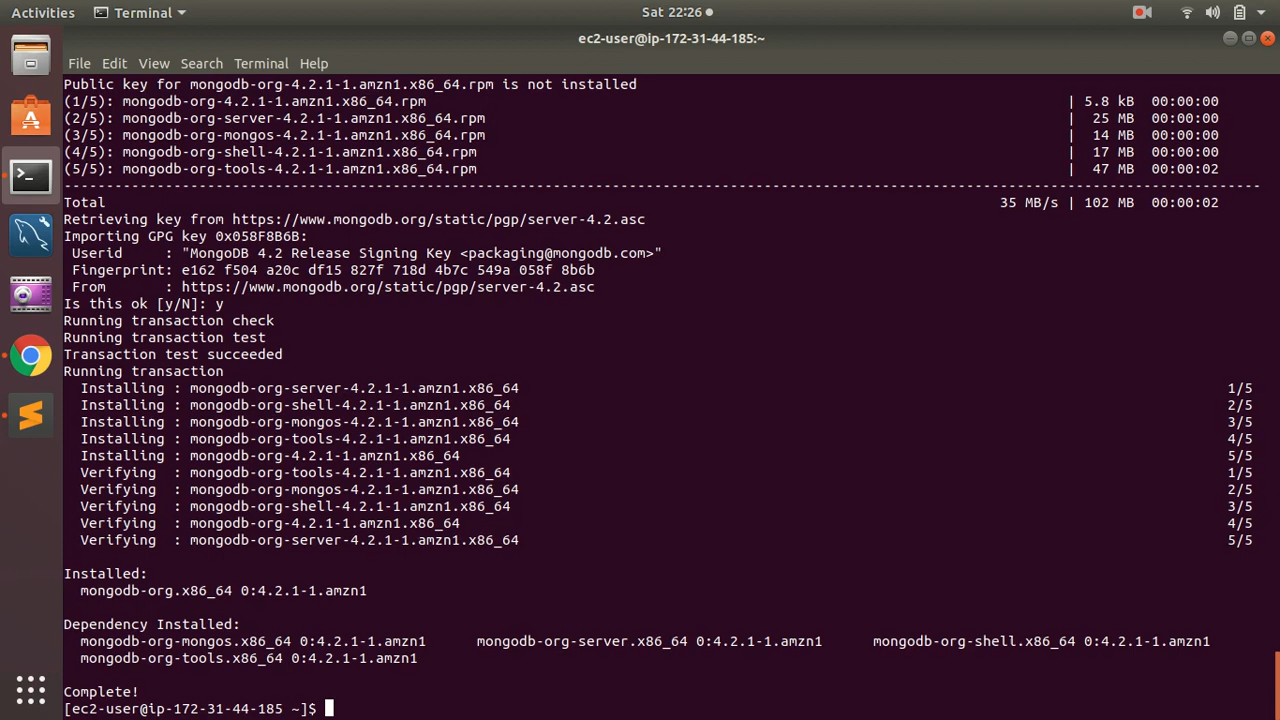 Activities Terminal Sat 22:26
ec2-user@ip-172-31-44-185:~
File Edit View Search Terminal Help
Public key for mongodb-org-4.2.1-1.amzn1.x86_64.rpm is not installed
(1/5): mongodb-org-4.2.1-1.amzn1.x86_64.rpm | 5.8 kB 00:00:00
(2/5): mongodb-org-server-4.2.1-1.amzn1.x86_64.rpm | 25 MB 00:00:00
(3/5): mongodb-org-mongos-4.2.1-1.amzn1.x86_64.rpm | 14 MB 00:00:00
(4/5): mongodb-org-shell-4.2.1-1.amzn1.x86_64.rpm | 17 MB 00:00:00
(5/5): mongodb-org-tools-4.2.1-1.amzn1.x86_64.rpm | 47 MB 00:00:02
--------------------------------------------------------------------------------------------------------------------------------------------
Total 35 MB/s | 102 MB 00:00:02
Retrieving key from https://www.mongodb.org/static/pgp/server-4.2.asc
Importing GPG key 0x058F8B6B:
Userid : "MongoDB 4.2 Release Signing Key <packaging@mongodb.com>"
Fingerprint: e162 f504 a20c df15 827f 718d 4b7c 549a 058f 8b6b
From : https://www.mongodb.org/static/pgp/server-4.2.asc
Is this ok [y/N]: y
Running transaction check
Running transaction test
Transaction test succeeded
Running transaction
Installing : mongodb-org-server-4.2.1-1.amzn1.x86_64 1/5
Installing : mongodb-org-shell-4.2.1-1.amzn1.x86_64 2/5
Installing : mongodb-org-mongos-4.2.1-1.amzn1.x86_64 3/5
Installing : mongodb-org-tools-4.2.1-1.amzn1.x86_64 4/5
Installing : mongodb-org-4.2.1-1.amzn1.x86_64 5/5
Verifying : mongodb-org-tools-4.2.1-1.amzn1.x86_64 1/5
Verifying : mongodb-org-mongos-4.2.1-1.amzn1.x86_64 2/5
Verifying : mongodb-org-shell-4.2.1-1.amzn1.x86_64 3/5
Verifying : mongodb-org-4.2.1-1.amzn1.x86_64 4/5
Verifying : mongodb-org-server-4.2.1-1.amzn1.x86_64 5/5
Installed:
mongodb-org.x86_64 0:4.2.1-1.amzn1
Dependency Installed:
mongodb-org-mongos.x86_64 0:4.2.1-1.amzn1 mongodb-org-server.x86_64 0:4.2.1-1.amzn1 mongodb-org-shell.x86_64 0:4.2.1-1.amzn1
mongodb-org-tools.x86_64 0:4.2.1-1.amzn1
Complete!
[ec2-user@ip-172-31-44-185 ~]$